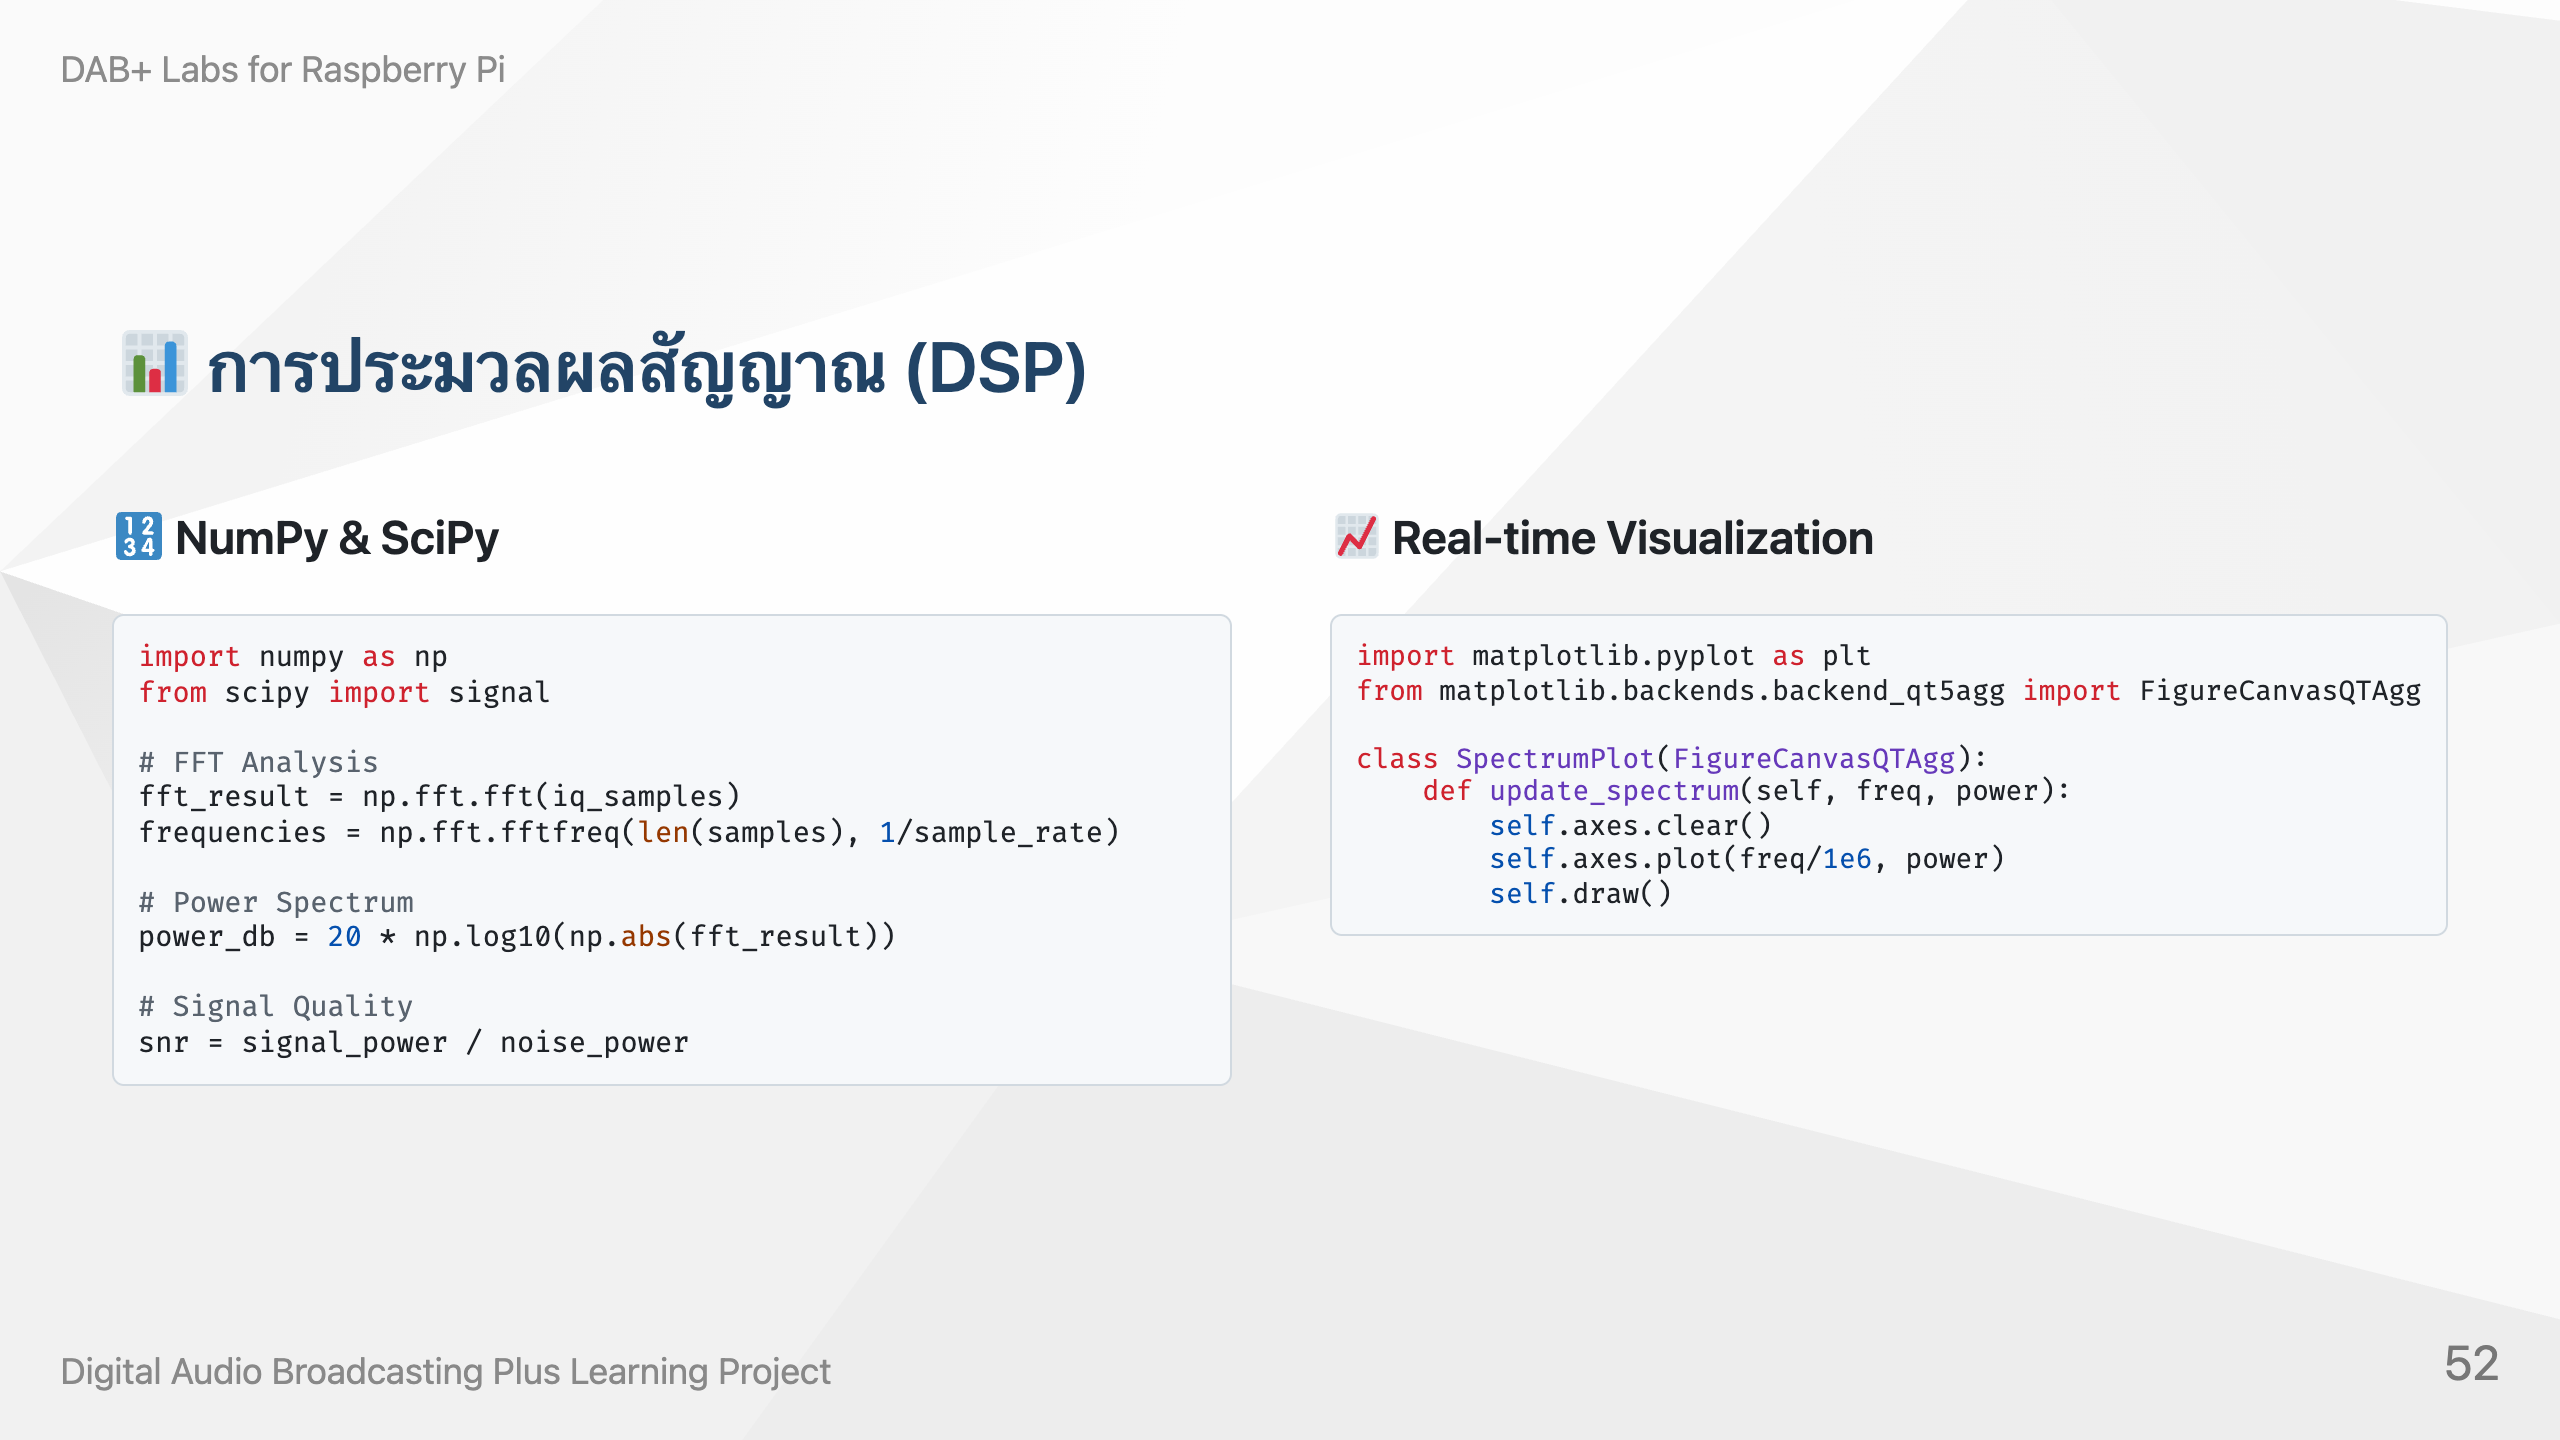 DAB+ Labs for Raspberry Pi
📊 การประมวลผลสัญญาณ (DSP)
🔢 NumPy & SciPy
import numpy as np
from scipy import signal

# FFT Analysis
fft_result = np.fft.fft(iq_samples)
frequencies = np.fft.fftfreq(len(samples), 1/sample_rate)

# Power Spectrum
power_db = 20 * np.log10(np.abs(fft_result))

# Signal Quality
snr = signal_power / noise_power
📈 Real-time Visualization
import matplotlib.pyplot as plt
from matplotlib.backends.backend_qt5agg import FigureCanvasQTAgg

class SpectrumPlot(FigureCanvasQTAgg):
    def update_spectrum(self, freq, power):
        self.axes.clear()
        self.axes.plot(freq/1e6, power)
        self.draw()
Digital Audio Broadcasting Plus Learning Project
52